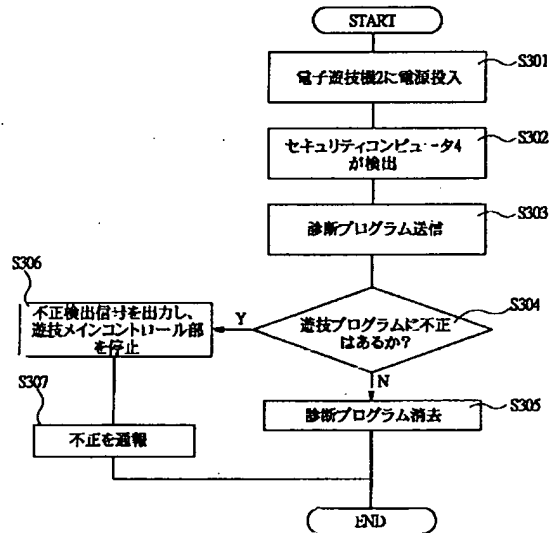 START
S301
電子遊技機2に電源投入
S302
セキュリティコンピュータ4
が検出
S303
診断プログラム送信
S304
遊技プログラムに不正
はあるか?
Y
N
S306
不正検出信号を出力し、
遊技メインコントロール部
を停止
S307
不正を通報
S305
診断プログラム消去
END